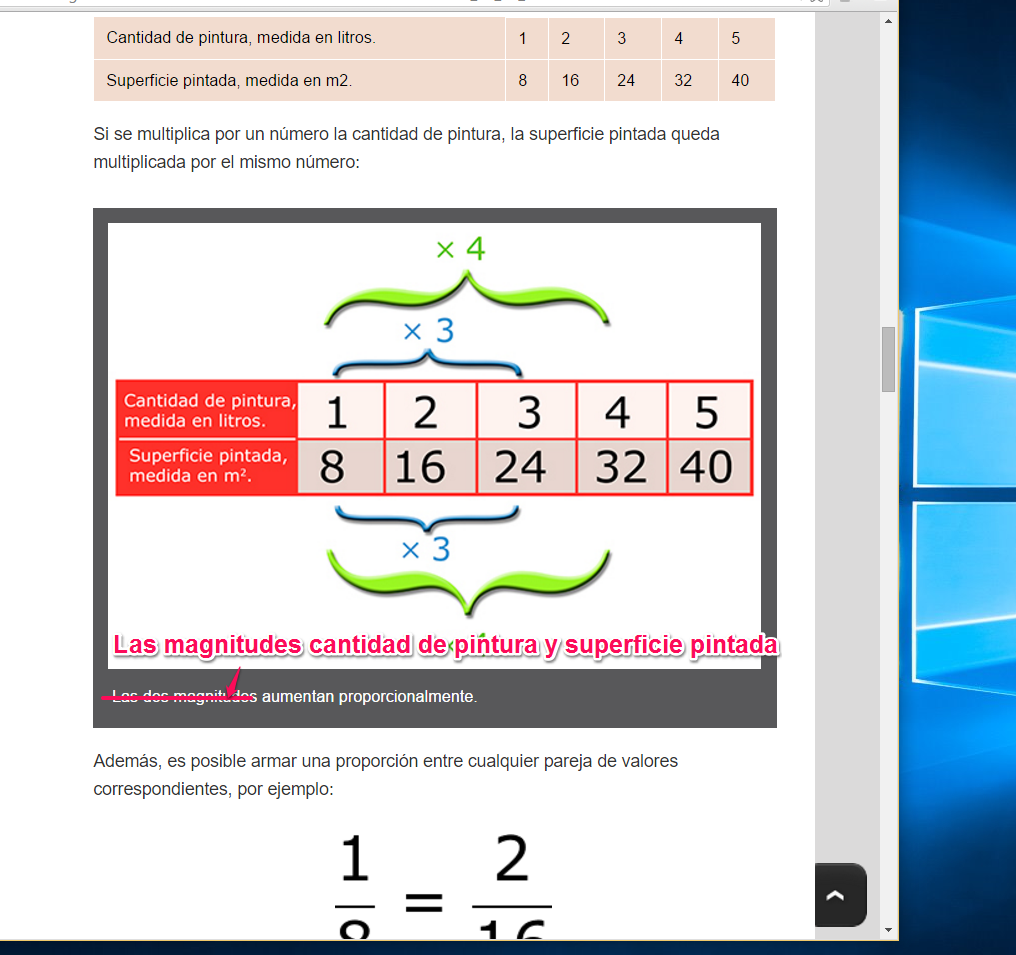 Cantidad de pintura, medida en litros. 1 2 3 4 5
Superficie pintada, medida en m2. 8 16 24 32 40
Si se multiplica por un número la cantidad de pintura, la superficie pintada queda
multiplicada por el mismo número:
× 4
× 3
Cantidad de pintura,
medida en litros.
1 2 3 4 5
Superficie pintada,
medida en m².
8 16 24 32 40
× 3
Las magnitudes cantidad de pintura y superficie pintada
Las dos magnitudes aumentan proporcionalmente.
Además, es posible armar una proporción entre cualquier pareja de valores
correspondientes, por ejemplo:
1 2
=
8 16